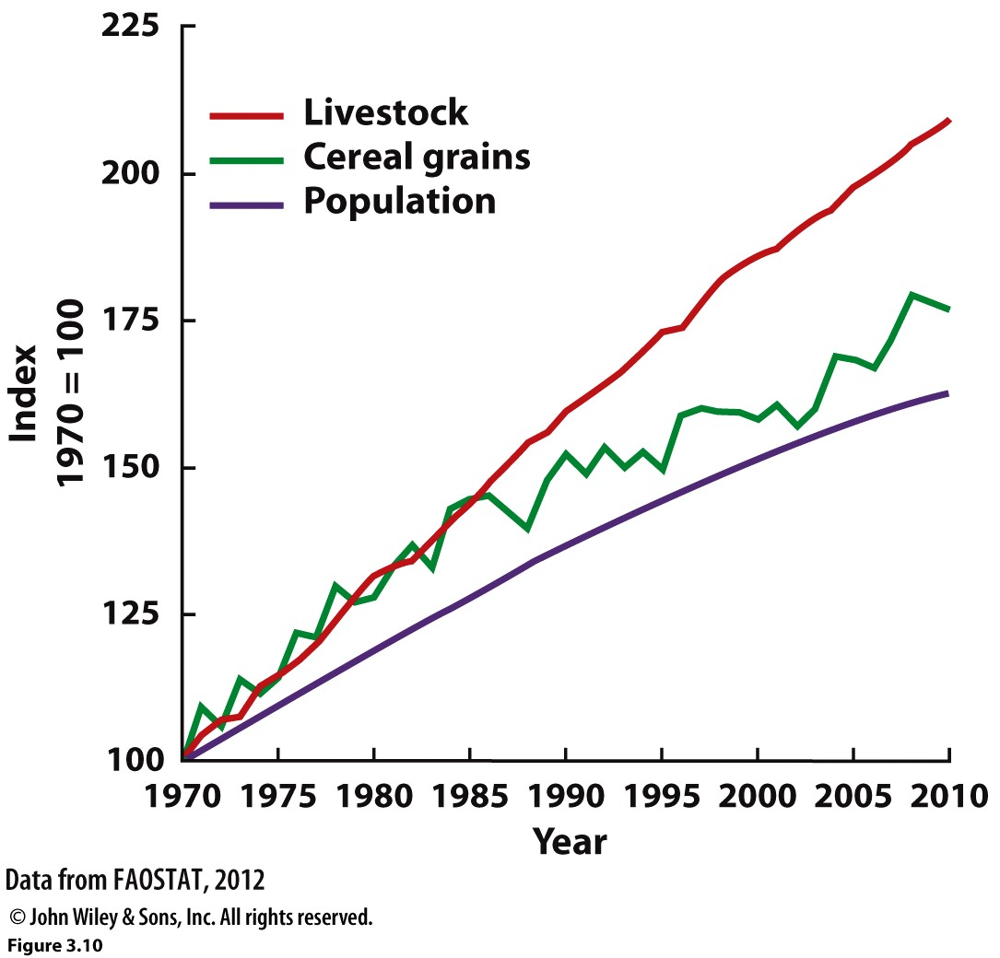 225
Livestock
Cereal grains
Population
200
175
150
125
100
Index
1970 = 100
1970 1975 1980 1985 1990 1995 2000 2005 2010
Year
Data from FAOSTAT, 2012
© John Wiley & Sons, Inc. All rights reserved.
Figure 3.10